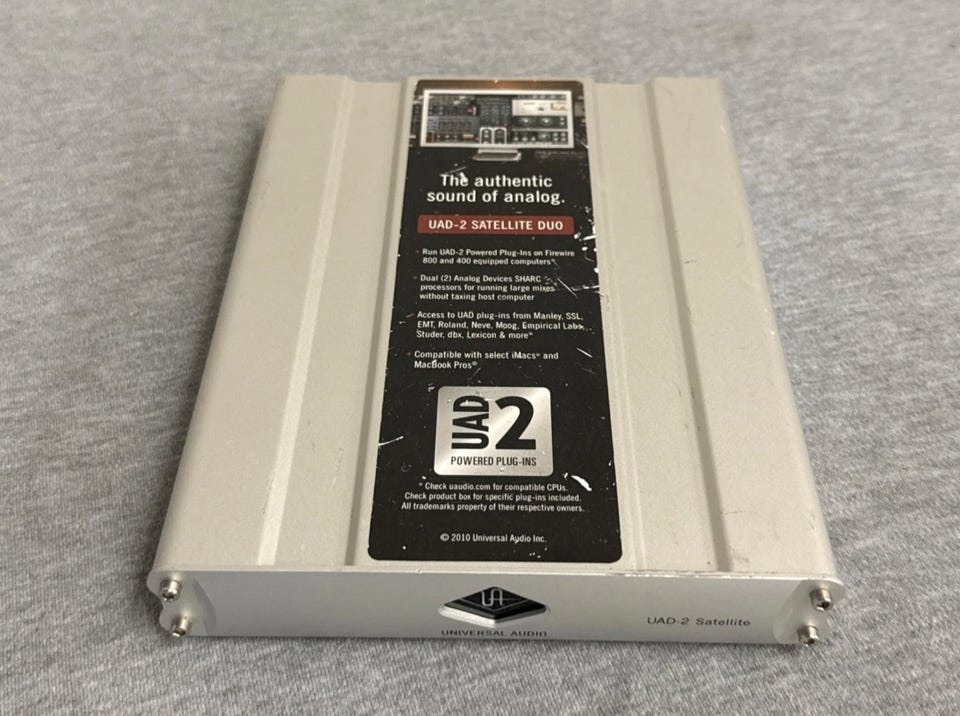 The authentic
sound of analog.
UAD-2 SATELLITE DUO
Run UAD-2 Powered Plug-Ins on Firewire
800 and 400 equipped computers*
Dual (2) Analog Devices SHARC
processors for running large mixes
without taxing host computer
Access to UAD plug-ins from Manley, SSL,
EMT, Roland, Neve, Moog, Empirical Labs,
Studer, dbx, Lexicon & more™
Compatible with select iMacs® and
MacBook Pros®
UAD 2
POWERED PLUG-INS
* Check uaudio.com for compatible CPUs.
Check product box for specific plug-ins included.
All trademarks property of their respective owners.
© 2010 Universal Audio Inc.
UA
UNIVERSAL AUDIO
UAD-2 Satellite